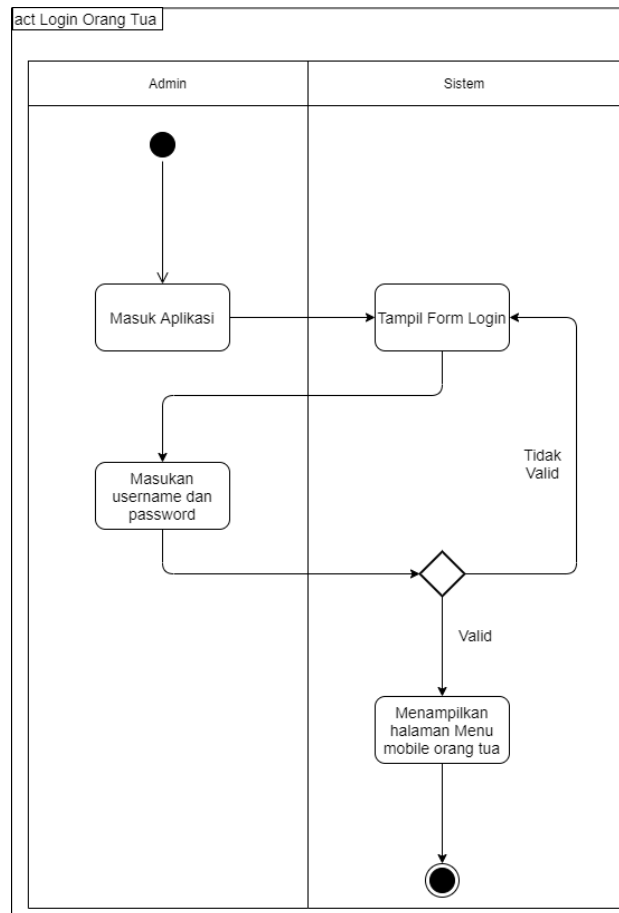 act Login Orang Tua
Admin
Sistem
Masuk Aplikasi
Tampil Form Login
Masukan
username dan
password
Tidak
Valid
Valid
Menampilkan
halaman Menu
mobile orang tua